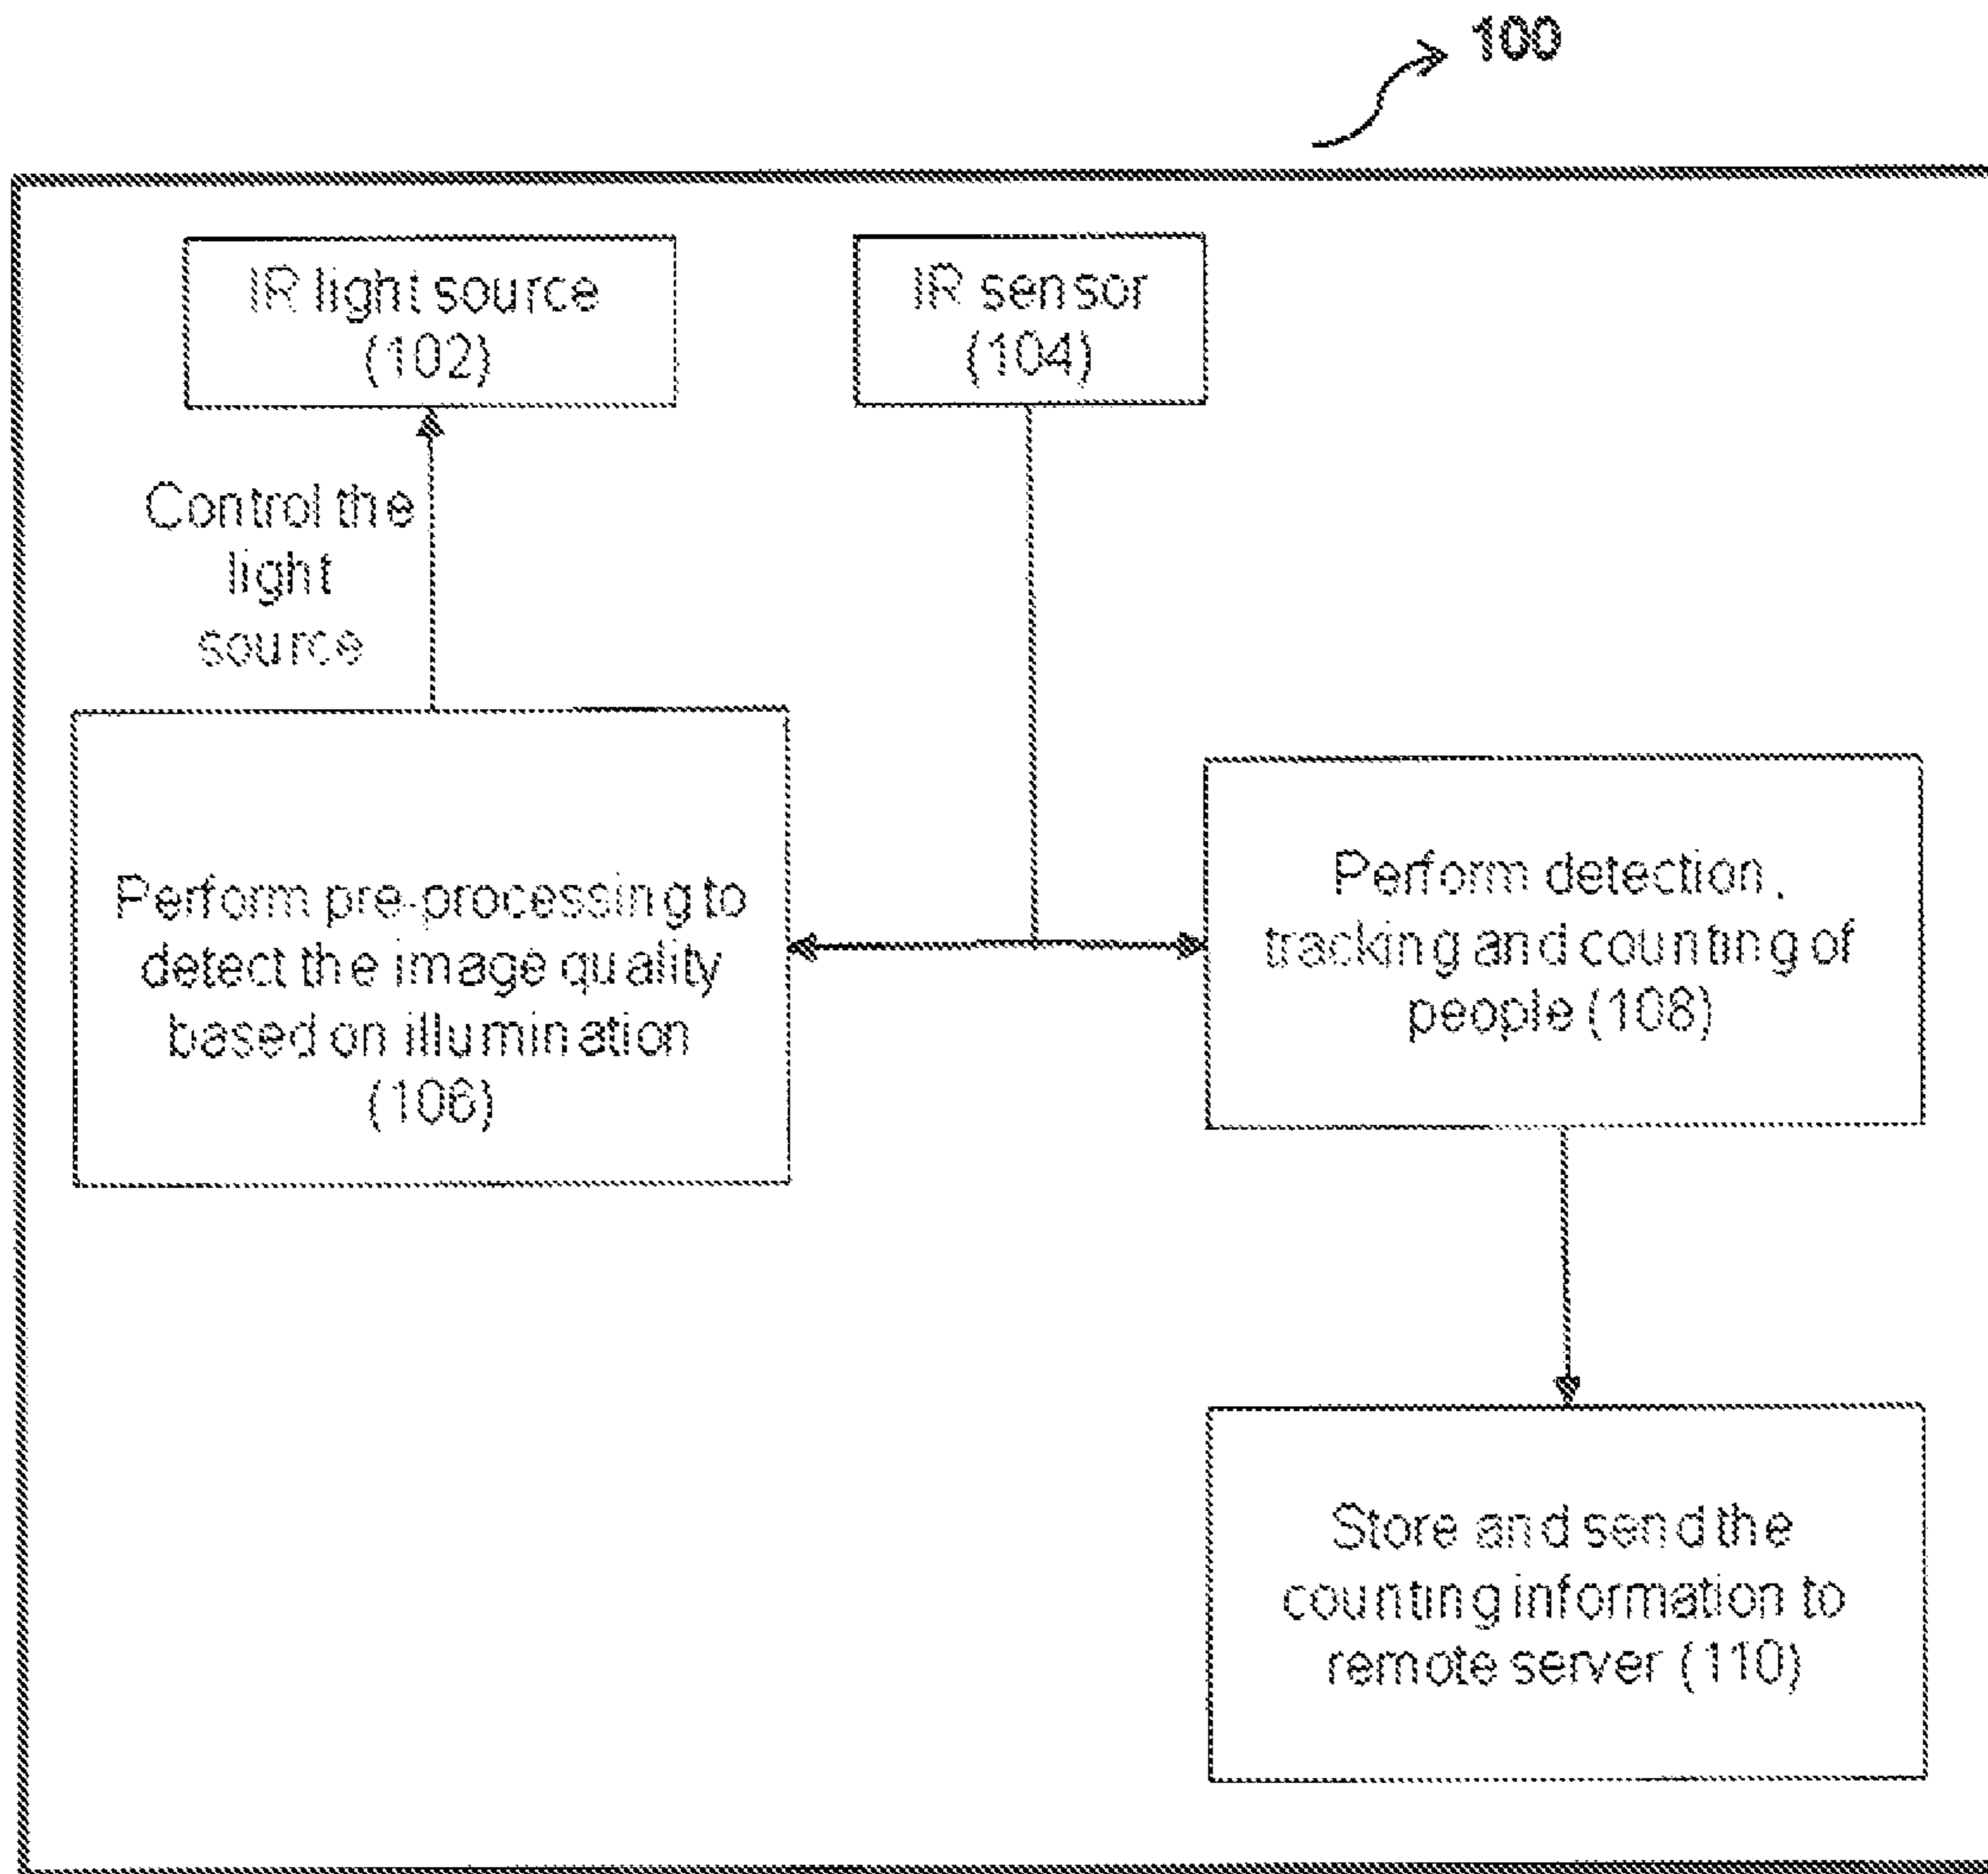 100
IR light source
(102)
IR sensor
(104)
Control the
light
source
Perform pre-processing to
detect the image quality
based on illumination
(106)
Perform detection,
tracking and counting of
people (108)
Store and send the
counting information to
remote server (110)